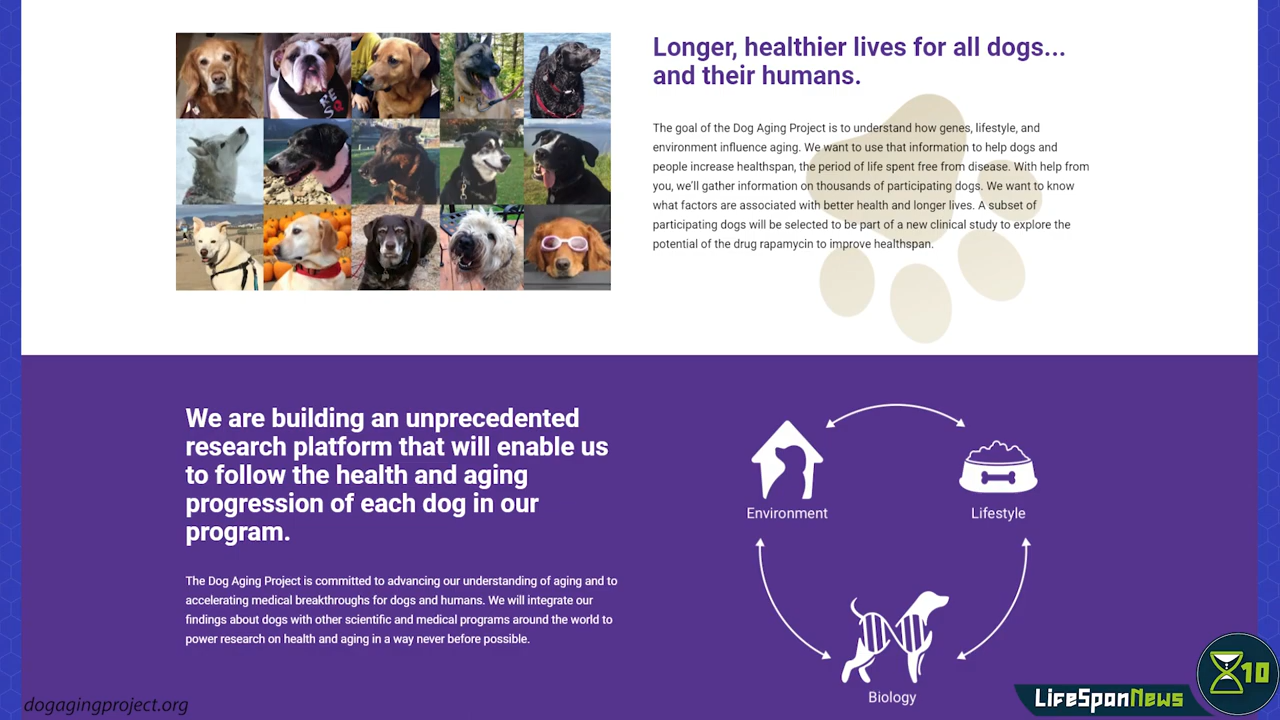 Longer, healthier lives for all dogs...
and their humans.
The goal of the Dog Aging Project is to understand how genes, lifestyle, and
environment influence aging. We want to use that information to help dogs and
people increase healthspan, the period of life spent free from disease. With help from
you, we'll gather information on thousands of participating dogs. We want to know
what factors are associated with better health and longer lives. A subset of
participating dogs will be selected to be part of a new clinical study to explore the
potential of the drug rapamycin to improve healthspan.
We are building an unprecedented
research platform that will enable us
to follow the health and aging
progression of each dog in our
program.
The Dog Aging Project is committed to advancing our understanding of aging and to
accelerating medical breakthroughs for dogs and humans. We will integrate our
findings about dogs with other scientific and medical programs around the world to
power research on health and aging in a way never before possible.
Environment
Lifestyle
Biology
dogagingproject.org
LifeSpanNews
10